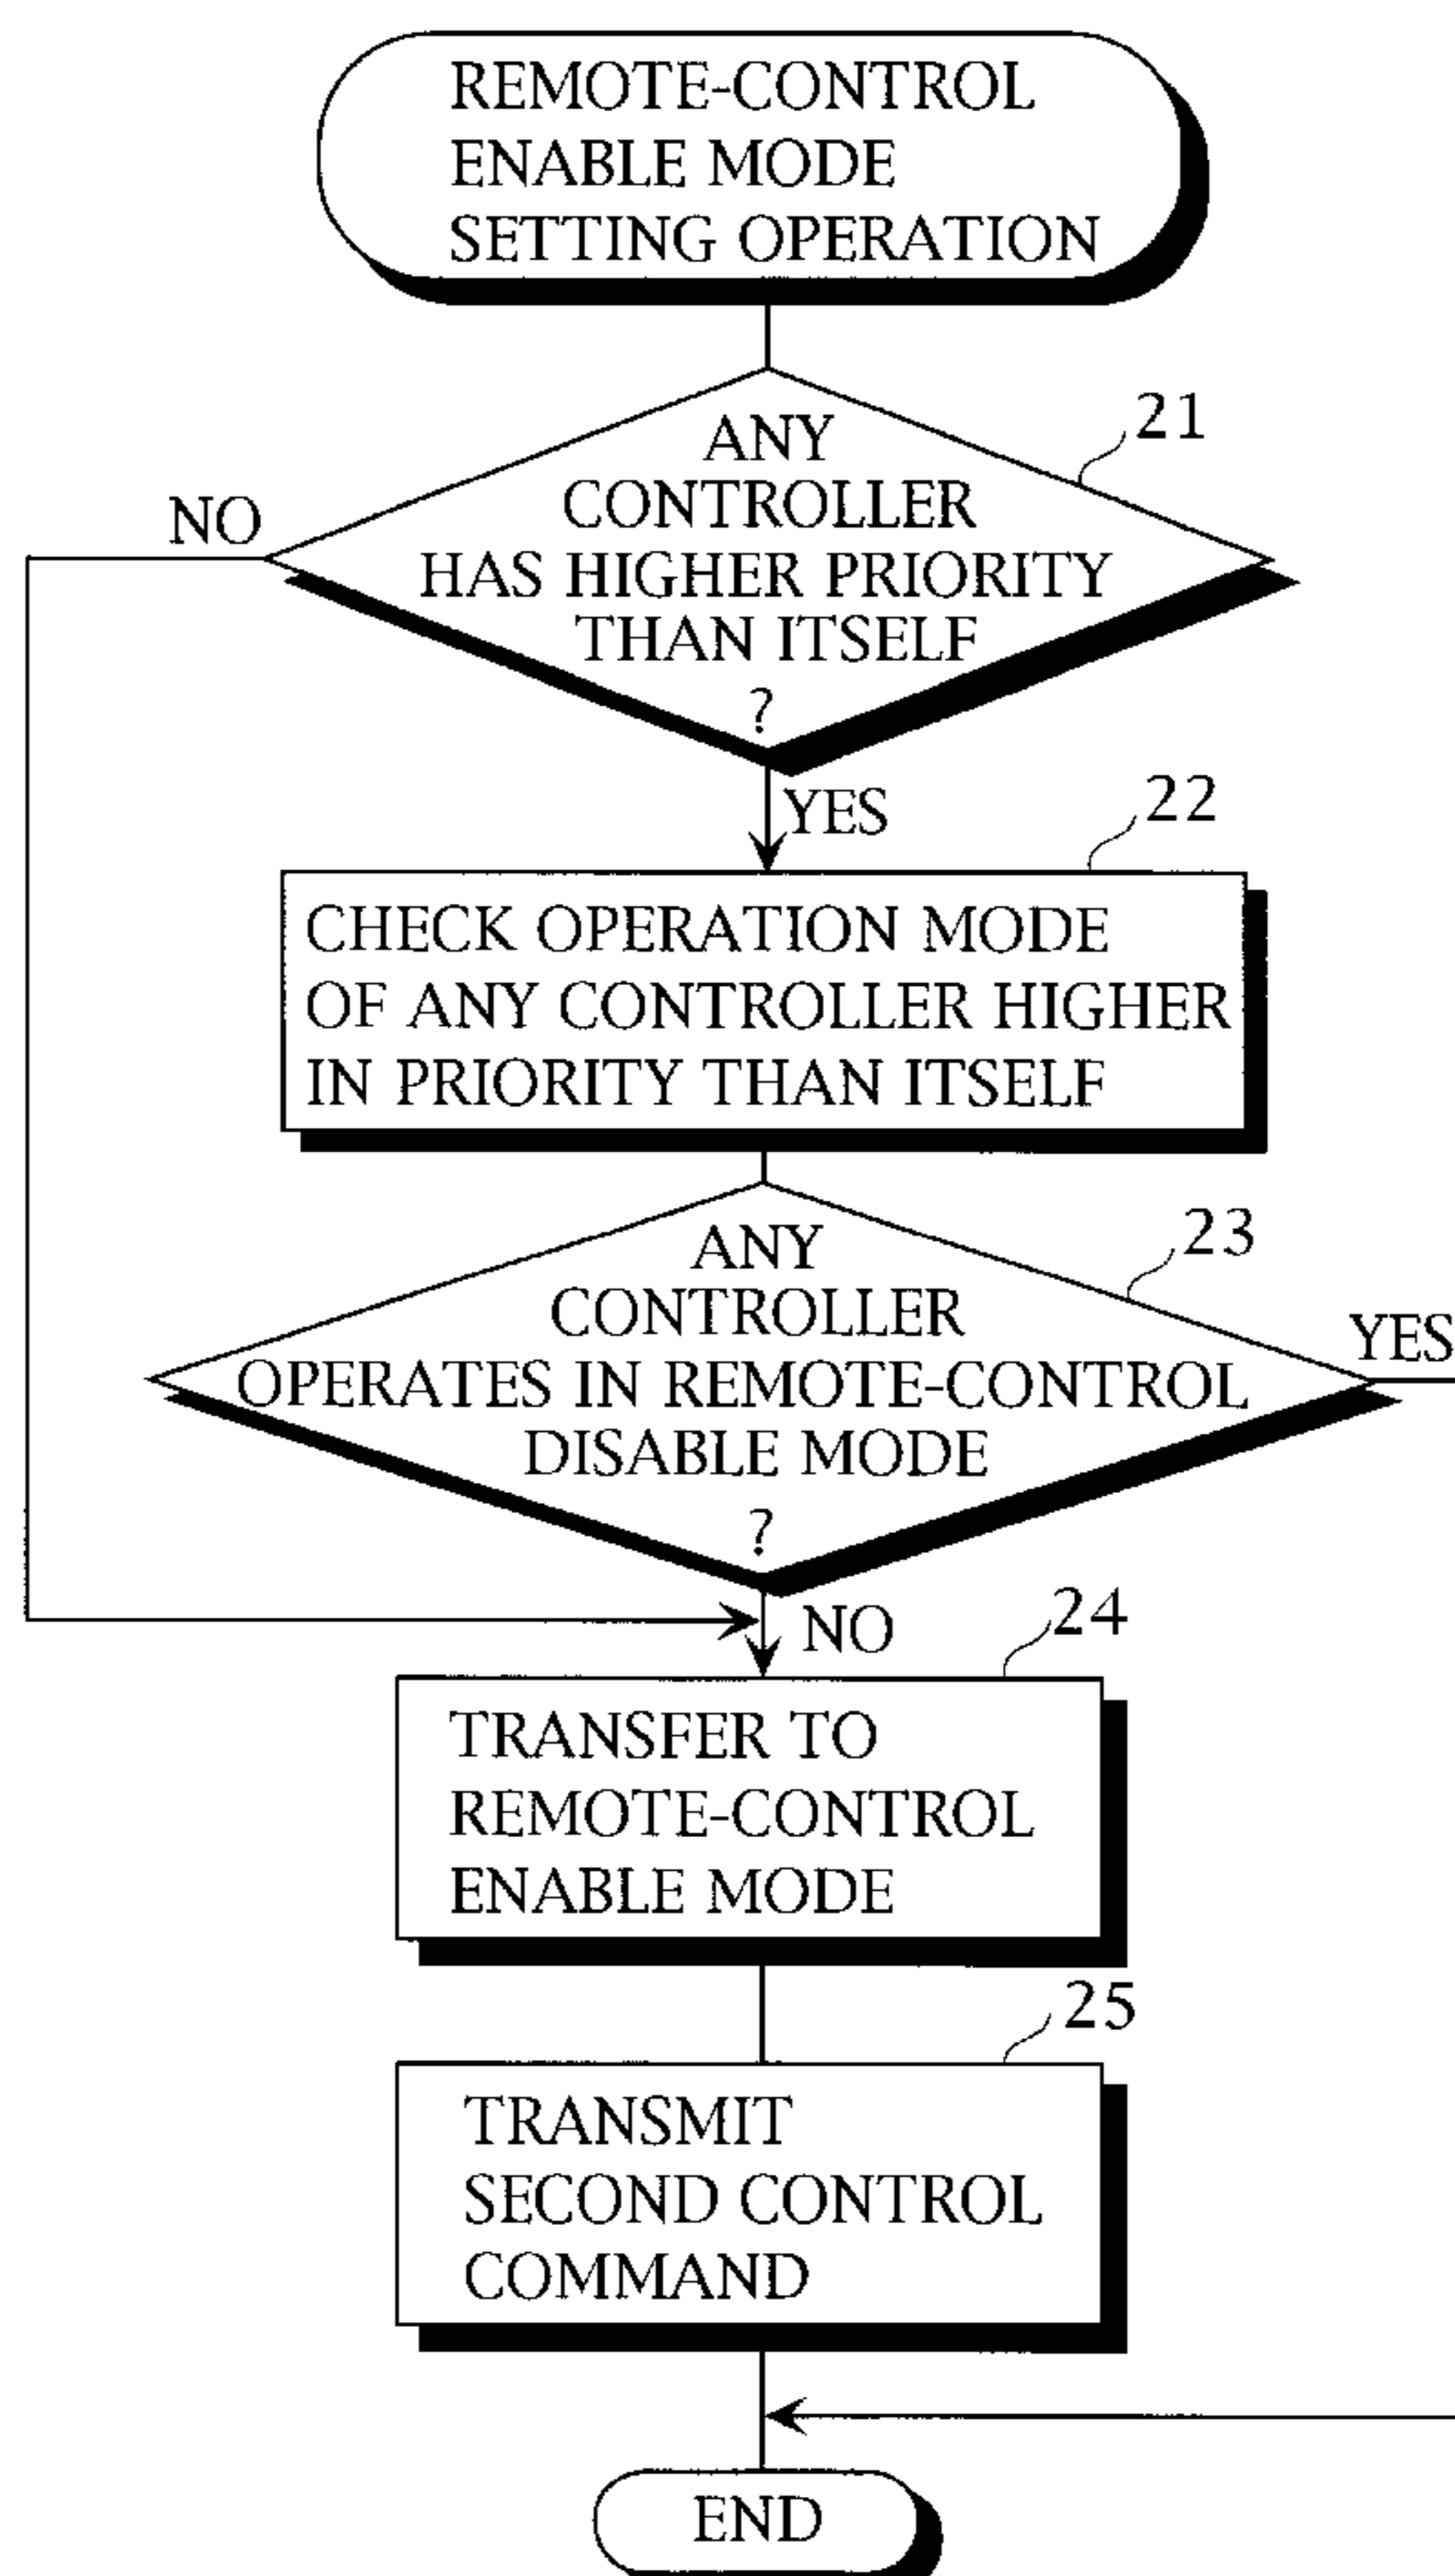 REMOTE-CONTROL
ENABLE MODE
SETTING OPERATION
21
ANY
CONTROLLER
HAS HIGHER PRIORITY
THAN ITSELF
?
NO
YES
22
CHECK OPERATION MODE
OF ANY CONTROLLER HIGHER
IN PRIORITY THAN ITSELF
23
ANY
CONTROLLER
OPERATES IN REMOTE-CONTROL
DISABLE MODE
?
YES
NO
24
TRANSFER TO
REMOTE-CONTROL
ENABLE MODE
25
TRANSMIT
SECOND CONTROL
COMMAND
END